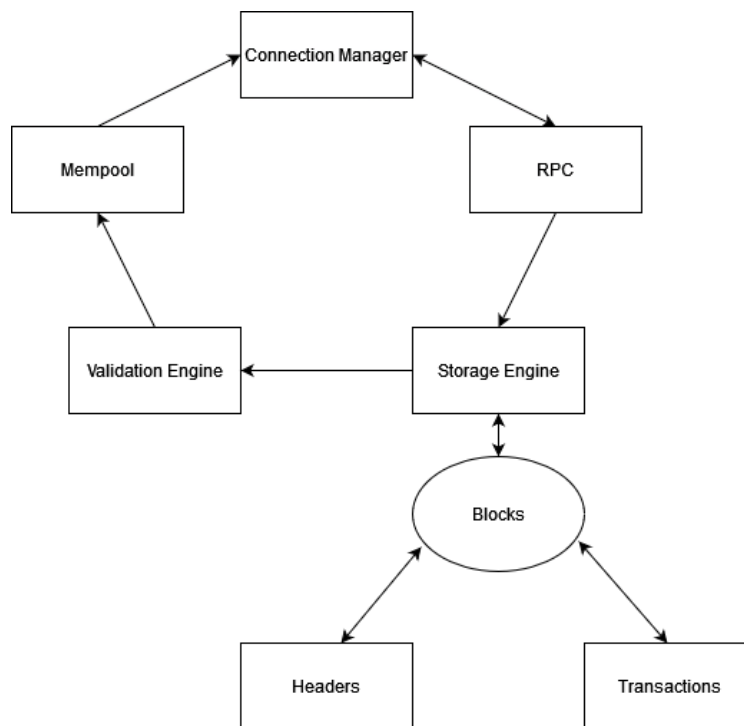 Connection Manager
Mempool
RPC
Validation Engine
Storage Engine
Blocks
Headers
Transactions